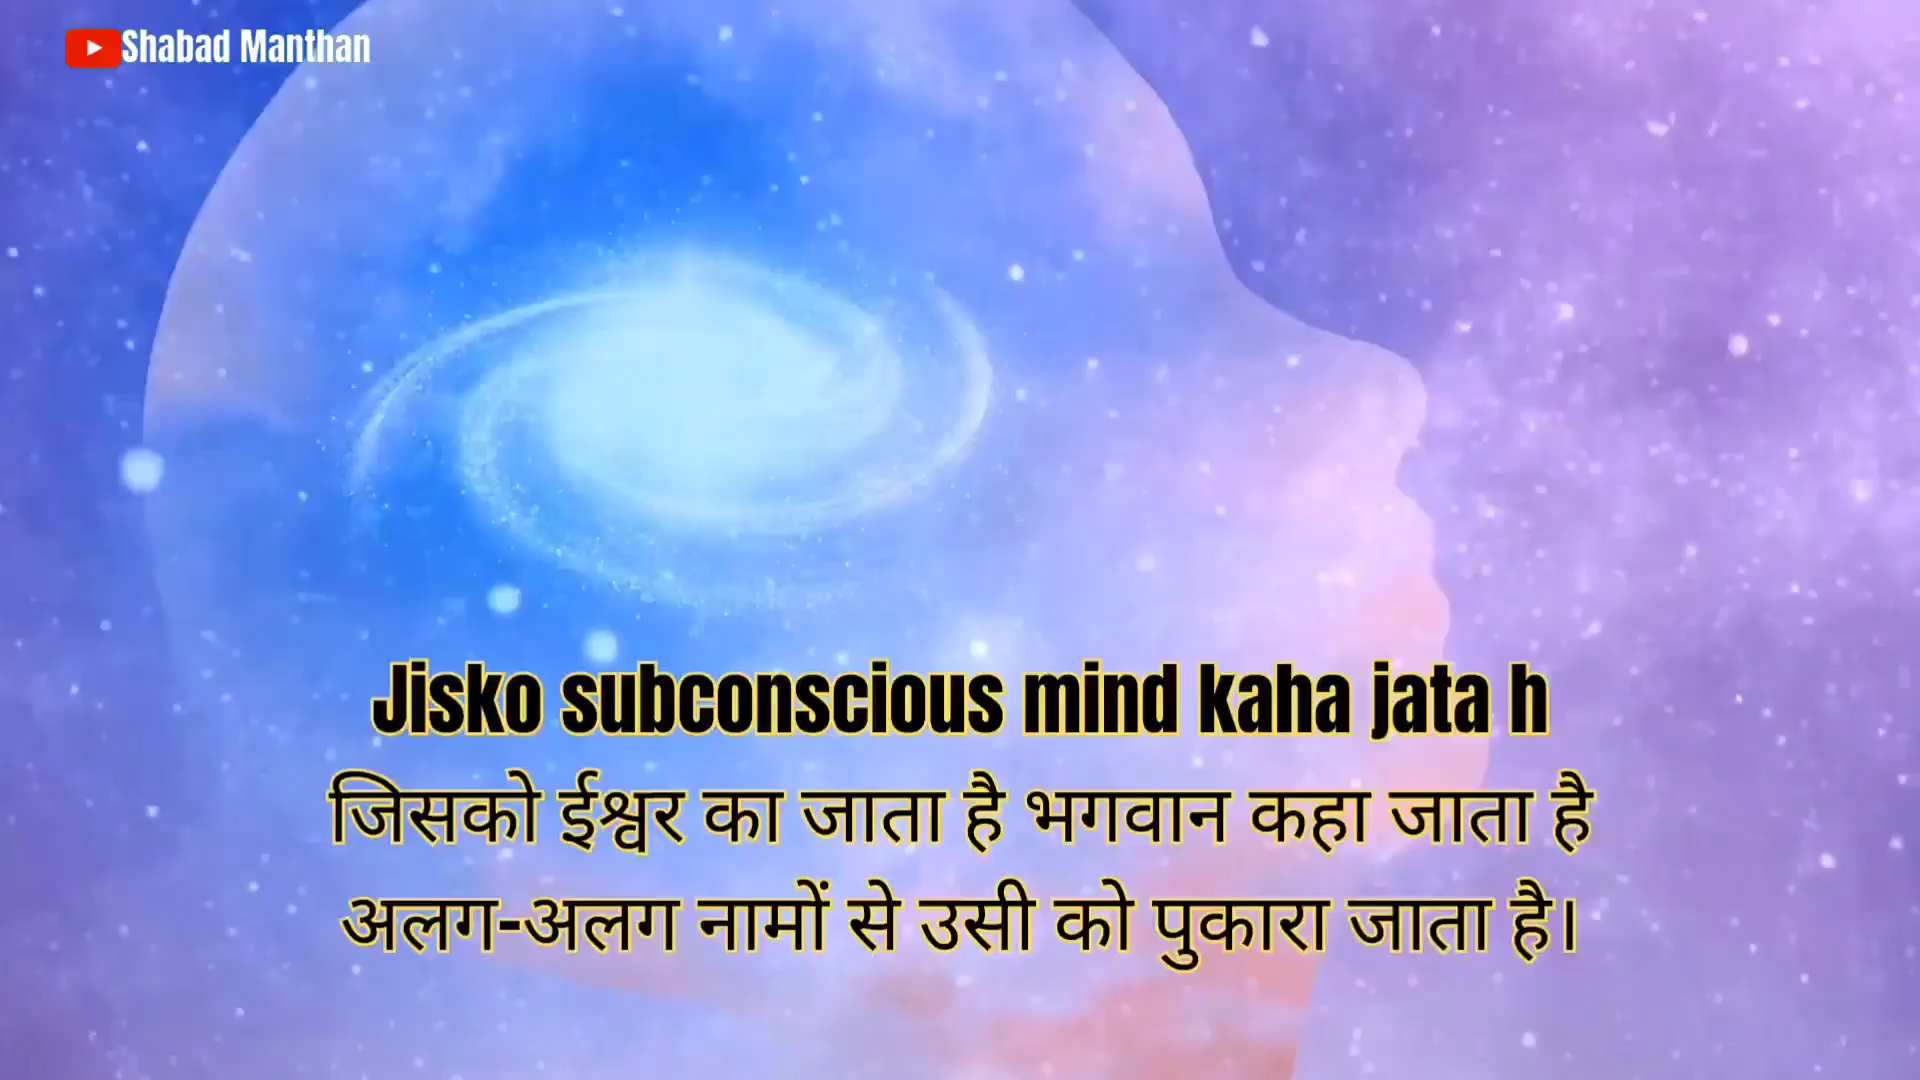 Shabad Manthan
Jisko subconscious mind kaha jata h
जिसको ईश्वर का जाता है भगवान कहा जाता है
अलग-अलग नामों से उसी को पुकारा जाता है।